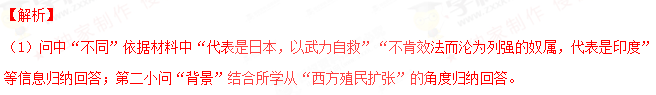 【解析】
（1）问中“不同”依据材料中“代表是日本，以武力自救”“不肯效法而沦为列强的奴属，代表是印度”
等信息归纳回答；第二小问“背景”结合所学从“西方殖民扩张”的角度归纳回答。